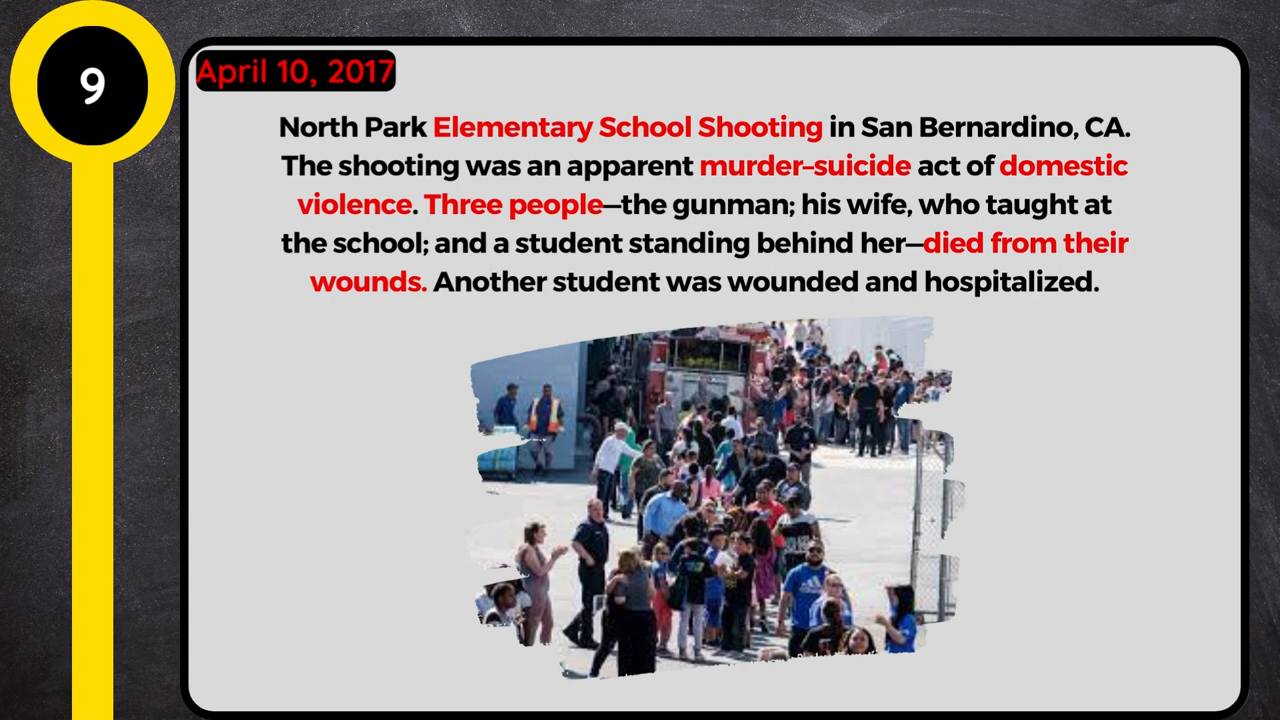 9
April 10, 2017
North Park Elementary School Shooting in San Bernardino, CA.
The shooting was an apparent murder–suicide act of domestic
violence. Three people—the gunman; his wife, who taught at
the school; and a student standing behind her—died from their
wounds. Another student was wounded and hospitalized.